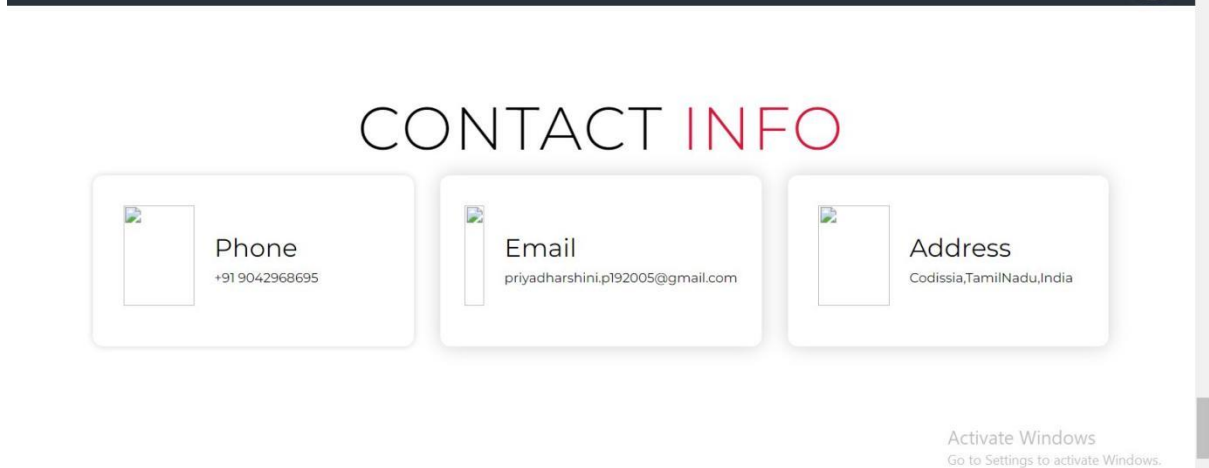 CONTACT INFO
Phone
+91 9042968695
Email
priyadharshini.p192005@gmail.com
Address
Codissia,TamilNadu,India
Activate Windows
Go to Settings to activate Windows.